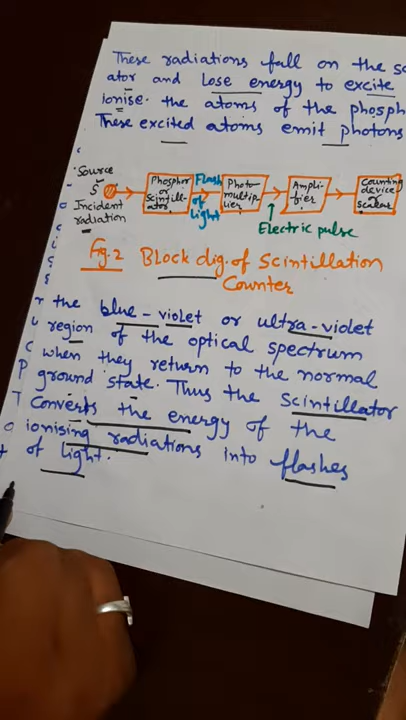 These radiations fall on the sc
ator and lose energy to excite
ionise. the atoms of the phosph
These excited atoms emit photons
Source
S
Incident
radiation
Phosphor
or
Scintill-
ator
Flash
of
Light
Photo
multip-
lier
Ampli-
fier
Counting
device
or
Scalar
Electric pulse
Fig. 2 Block dig. of Scintillation
Counter
the blue-violet or ultra-violet
region of the optical spectrum
when they return to the normal
ground state. Thus the scintillator
converts the energy of the
ionising radiations into flashes
of light.